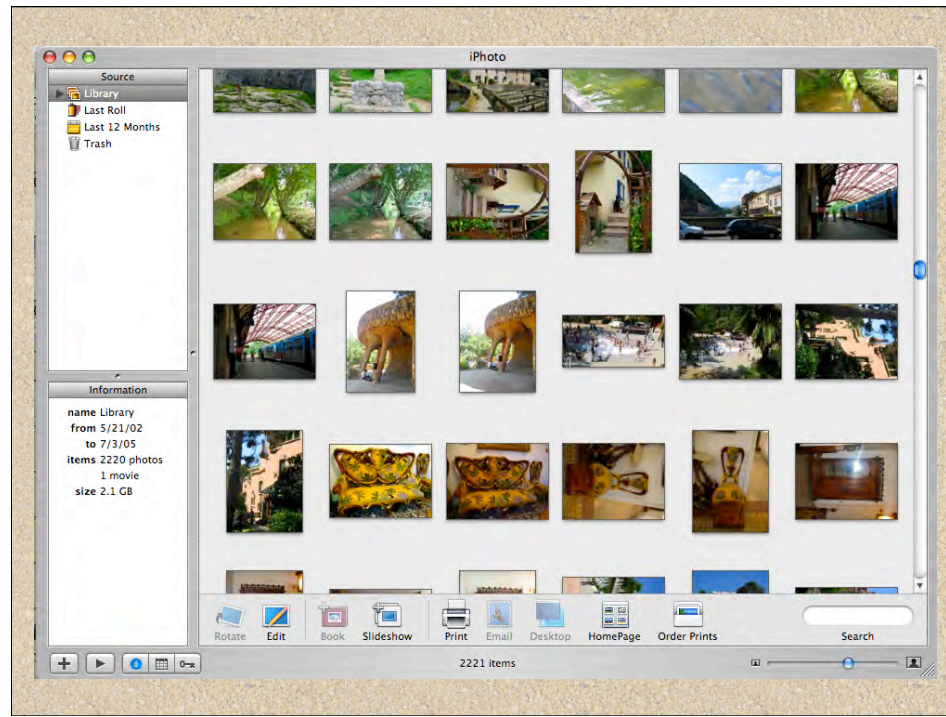 iPhoto
Source
Library
Last Roll
Last 12 Months
Trash
Information
name Library
from 5/21/02
to 7/3/05
items 2220 photos
1 movie
size 2.1 GB
Rotate
Edit
Book
Slideshow
Print
Email
Desktop
HomePage
Order Prints
Search
2221 items